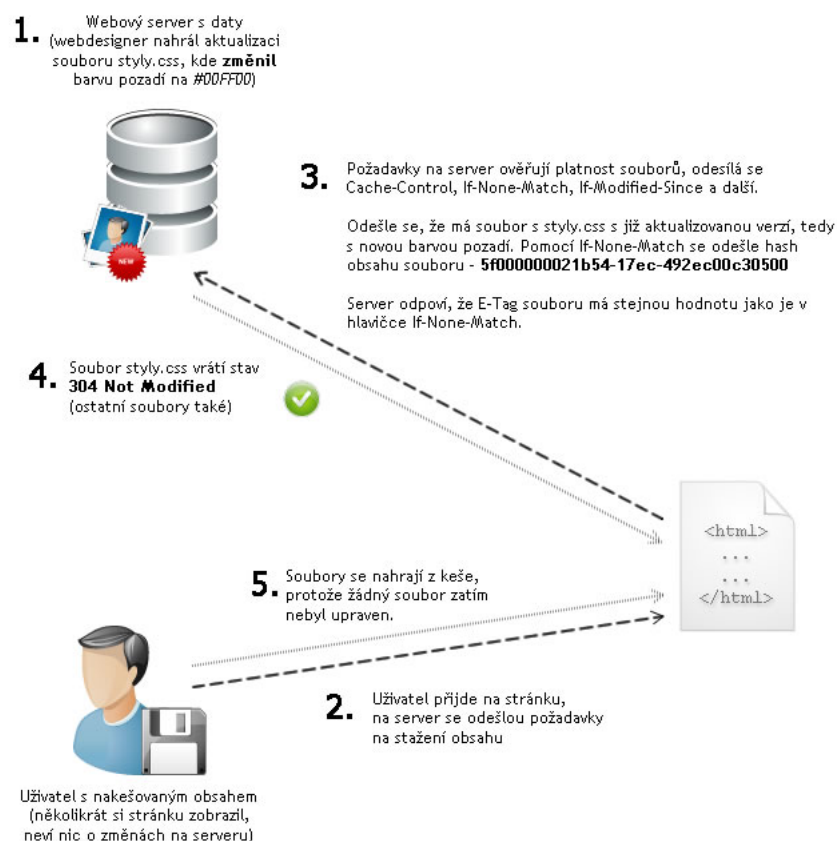 1. Webový server s daty
(webdesigner nahrál aktualizaci
souboru styly.css, kde změnil
barvu pozadí na #00FF00)
NEW
3. Požadavky na server ověřují platnost souborů, odesílá se
Cache-Control, If-None-Match, If-Modified-Since a další.
Odešle se, že má soubor s styly.css s již aktualizovanou verzí, tedy
s novou barvou pozadí. Pomocí If-None-Match se odešle hash
obsahu souboru - 5f000000021b54-17ec-492ec00c30500
Server odpoví, že E-Tag souboru má stejnou hodnotu jako je v
hlavičce If-None-Match.
4. Soubor styly.css vrátí stav
304 Not Modified
(ostatní soubory také)
<html>
...
...
</html>
5. Soubory se nahrají z keše,
protože žádný soubor zatím
nebyl upraven.
2. Uživatel přijde na stránku,
na server se odešlou požadavky
na stažení obsahu
Uživatel s nakešovaným obsahem
(několikrát si stránku zobrazil,
neví nic o změnách na serveru)